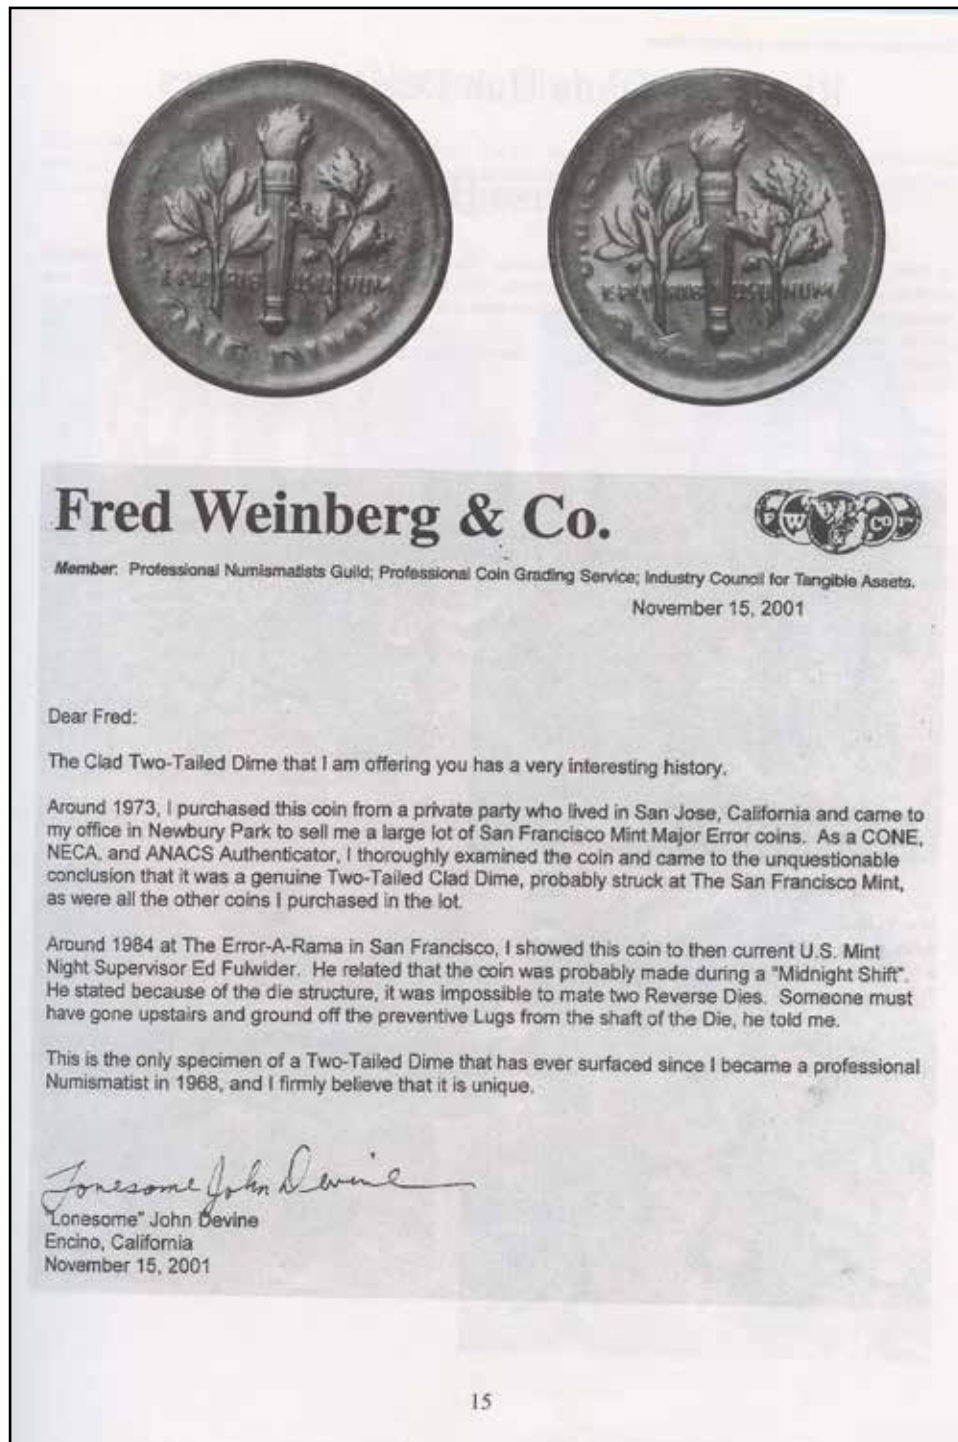 E PLURIBUS UNUM
ONE DIME
E PLURIBUS UNUM
Fred Weinberg & Co.
F W & CO
Member: Professional Numismatists Guild; Professional Coin Grading Service; Industry Council for Tangible Assets.
November 15, 2001
Dear Fred:
The Clad Two-Tailed Dime that I am offering you has a very interesting history.
Around 1973, I purchased this coin from a private party who lived in San Jose, California and came to
my office in Newbury Park to sell me a large lot of San Francisco Mint Major Error coins. As a CONE,
NECA, and ANACS Authenticator, I thoroughly examined the coin and came to the unquestionable
conclusion that it was a genuine Two-Tailed Clad Dime, probably struck at The San Francisco Mint,
as were all the other coins I purchased in the lot.
Around 1984 at The Error-A-Rama in San Francisco, I showed this coin to then current U.S. Mint
Night Supervisor Ed Fulwider. He related that the coin was probably made during a "Midnight Shift".
He stated because of the die structure, it was impossible to mate two Reverse Dies. Someone must
have gone upstairs and ground off the preventive Lugs from the shaft of the Die, he told me.
This is the only specimen of a Two-Tailed Dime that has ever surfaced since I became a professional
Numismatist in 1968, and I firmly believe that it is unique.
Lonesome John Devine
"Lonesome" John Devine
Encino, California
November 15, 2001
15